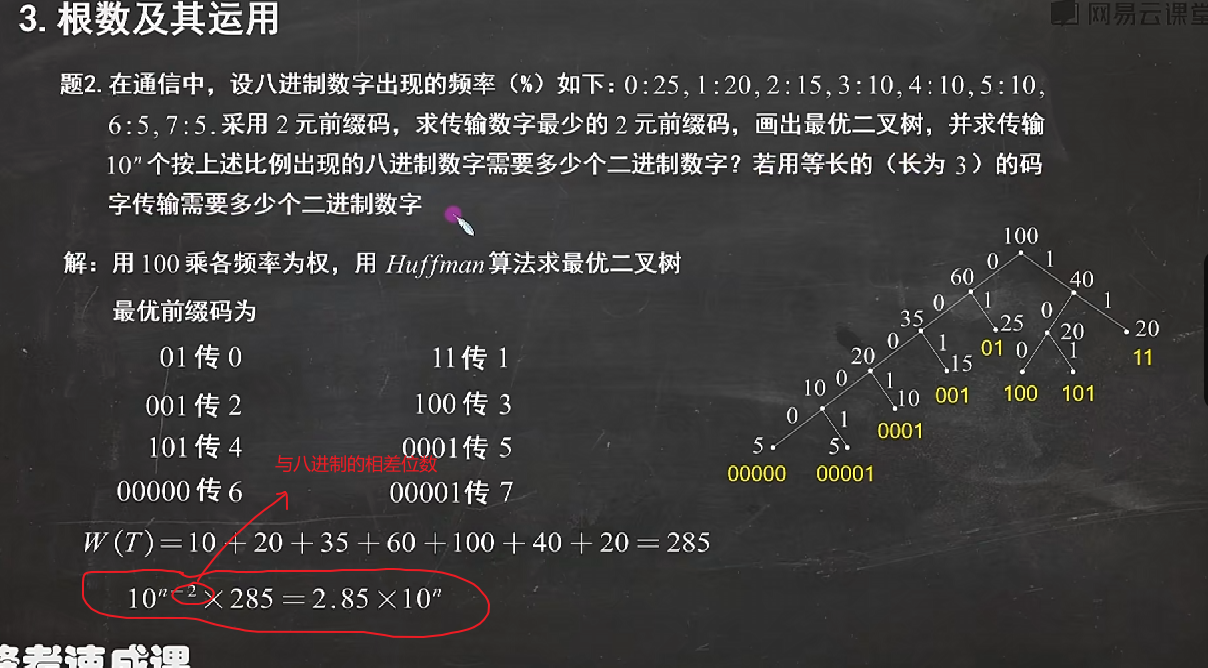 3. 根数及其运用
网易云课堂
题2. 在通信中，设八进制数字出现的频率（%）如下：0:25, 1:20, 2:15, 3:10, 4:10, 5:10,
6:5, 7:5. 采用 2 元前缀码，求传输数字最少的 2 元前缀码，画出最优二叉树，并求传输
10ⁿ 个按上述比例出现的八进制数字需要多少个二进制数字？若用等长的（长为 3）的码
字传输需要多少个二进制数字
解：用 100 乘各频率为权，用 Huffman 算法求最优二叉树
最优前缀码为
01 传 0 11 传 1
001 传 2 100 传 3
101 传 4 0001 传 5
与八进制的相差位数
00000 传 6 00001 传 7
W(T)=10+20+35+60+100+40+20=285
10ⁿ⁻²×285=2.85×10ⁿ
100
0 1
60 40
0 1 0 1
35 25 20 20
01 11
0 1 0 1
20 15
001 100 101
0 1
10 10
0001
0 1
5 5
00000 00001
速成课